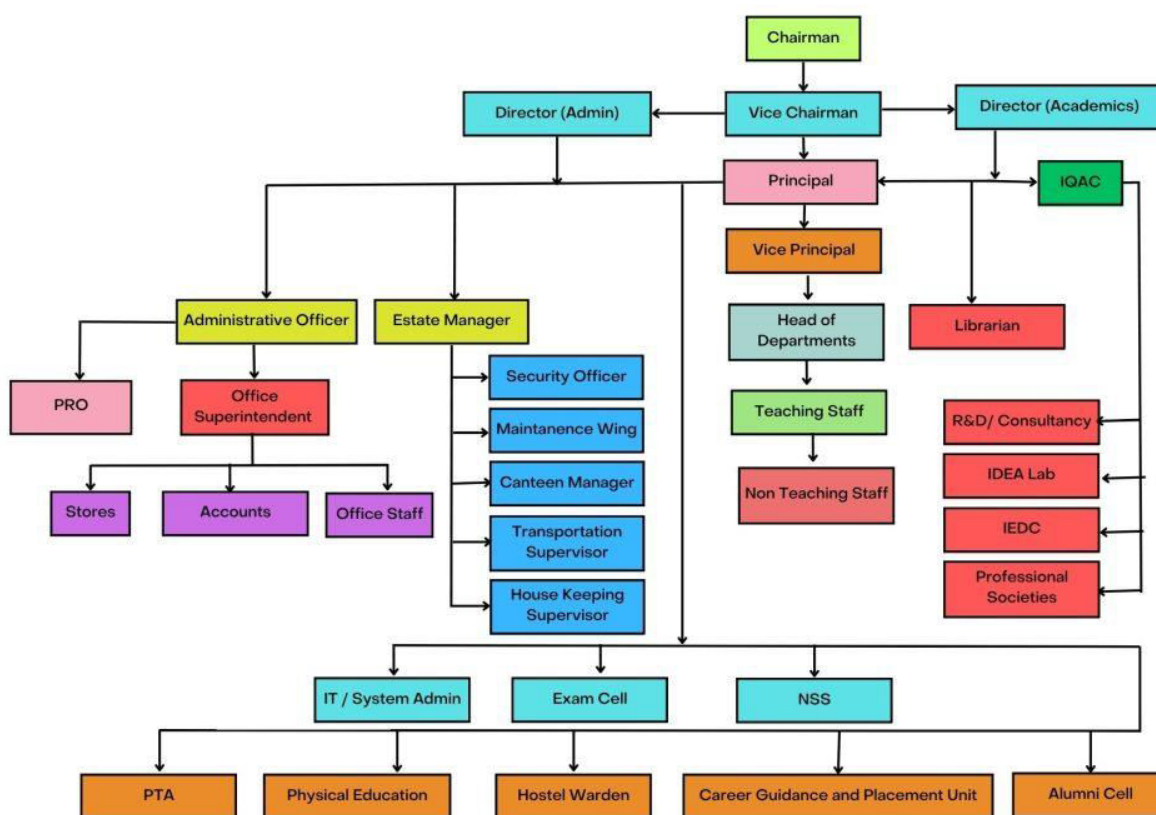 Chairman
Director (Admin)
Vice Chairman
Director (Academics)
Principal
IQAC
Vice Principal
Administrative Officer
Estate Manager
Head of
Departments
Librarian
PRO
Office
Superintendent
Security Officer
Teaching Staff
Maintanence Wing
R&D/ Consultancy
Stores
Accounts
Office Staff
Canteen Manager
Non Teaching Staff
IDEA Lab
Transportation
Supervisor
IEDC
House Keeping
Supervisor
Professional
Societies
IT / System Admin
Exam Cell
NSS
PTA
Physical Education
Hostel Warden
Career Guidance and Placement Unit
Alumni Cell